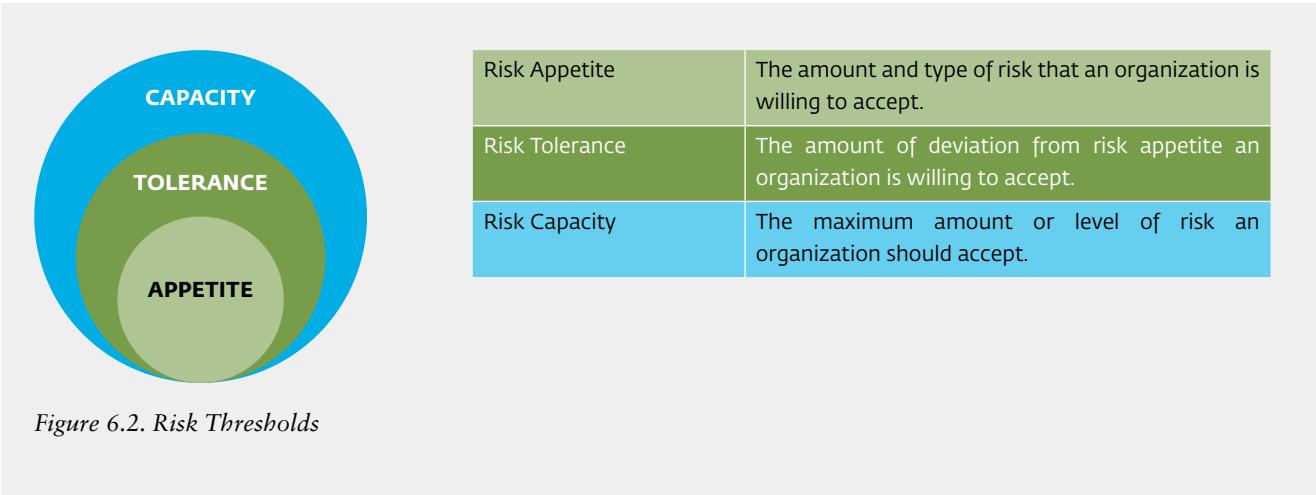 CAPACITY
TOLERANCE
APPETITE
Figure 6.2. Risk Thresholds
Risk Appetite
The amount and type of risk that an organization is
willing to accept.
Risk Tolerance
The amount of deviation from risk appetite an
organization is willing to accept.
Risk Capacity
The maximum amount or level of risk an
organization should accept.